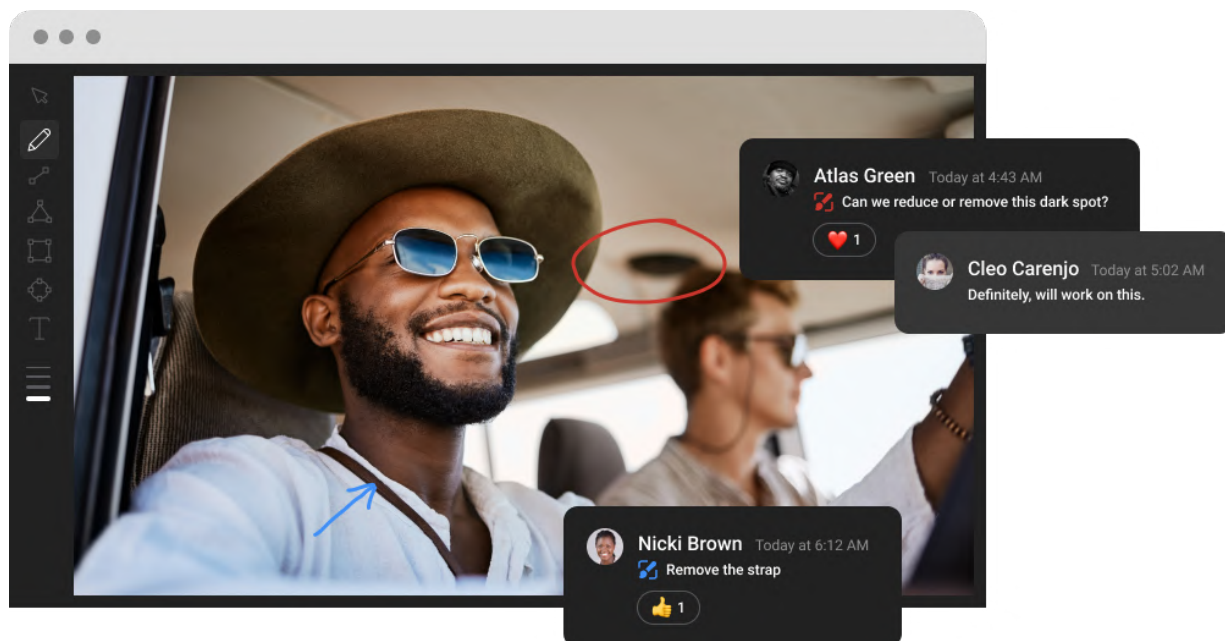 Atlas Green Today at 4:43 AM
Can we reduce or remove this dark spot?
❤️ 1
Cleo Carenjo Today at 5:02 AM
Definitely, will work on this.
T
Nicki Brown Today at 6:12 AM
Remove the strap
👍 1